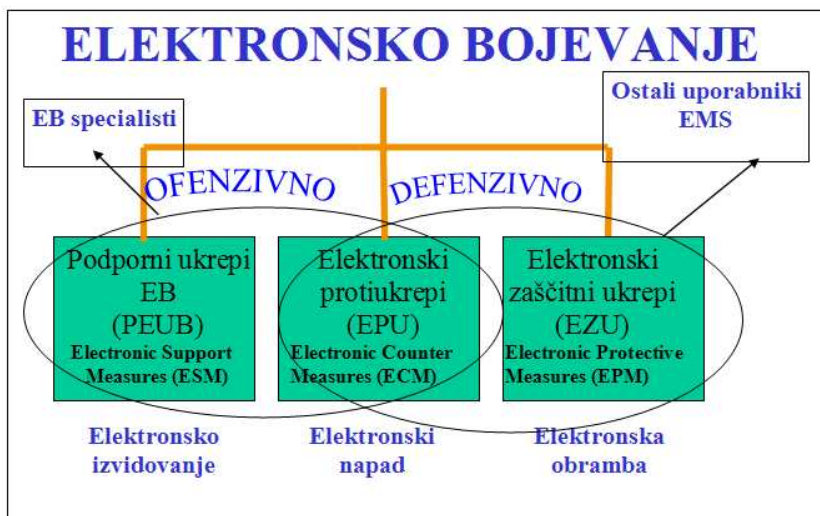 ELEKTRONSKO BOJEVANJE
EB specialisti
Ostali uporabniki
EMS
OFENZIVNO
DEFENZIVNO
Podporni ukrepi
EB
(PEUB)
Electronic Support
Measures (ESM)
Elektronski
protiukrepi
(EPU)
Electronic Counter
Measures (ECM)
Elektronski
zaščitni ukrepi
(EZU)
Electronic Protective
Measures (EPM)
Elektronsko
izvidovanje
Elektronski
napad
Elektronska
obramba